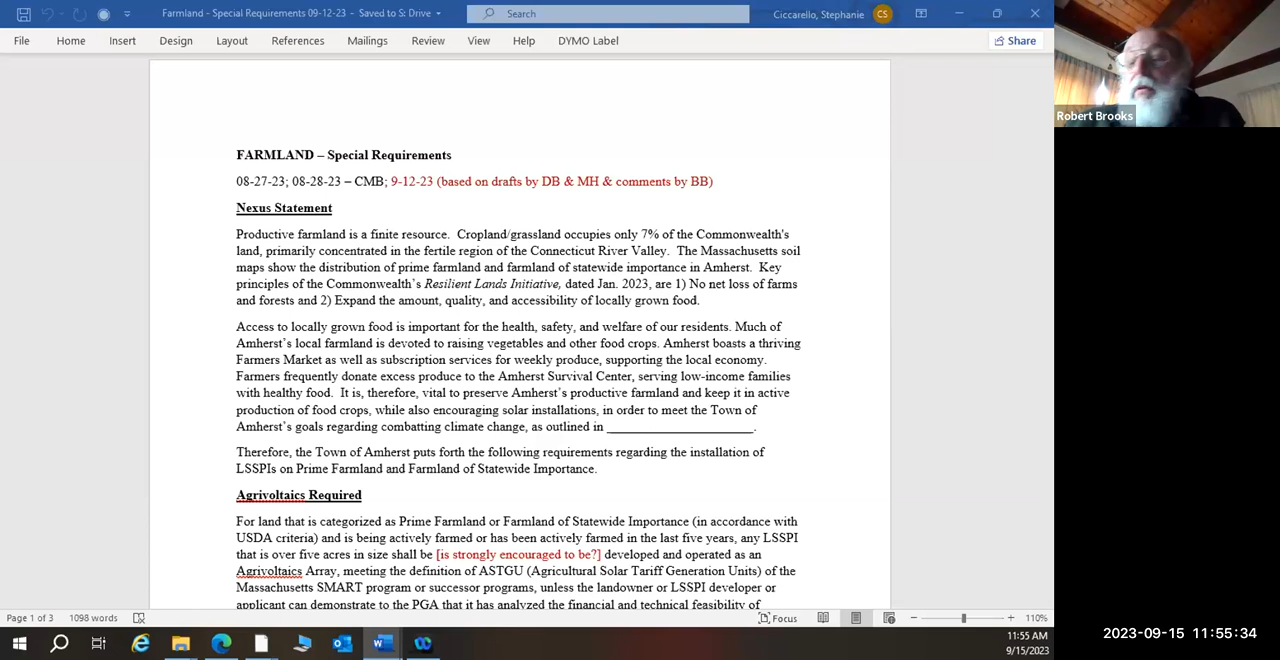 Farmland - Special Requirements 09-12-23 - Saved to S: Drive
Search
Ciccarello, Stephanie
CS
File Home Insert Design Layout References Mailings Review View Help DYMO Label
Share
FARMLAND – Special Requirements
08-27-23; 08-28-23 – CMB; 9-12-23 (based on drafts by DB & MH & comments by BB)
Nexus Statement
Productive farmland is a finite resource. Cropland/grassland occupies only 7% of the Commonwealth's
land, primarily concentrated in the fertile region of the Connecticut River Valley. The Massachusetts soil
maps show the distribution of prime farmland and farmland of statewide importance in Amherst. Key
principles of the Commonwealth's Resilient Lands Initiative, dated Jan. 2023, are 1) No net loss of farms
and forests and 2) Expand the amount, quality, and accessibility of locally grown food.
Access to locally grown food is important for the health, safety, and welfare of our residents. Much of
Amherst's local farmland is devoted to raising vegetables and other food crops. Amherst boasts a thriving
Farmers Market as well as subscription services for weekly produce, supporting the local economy.
Farmers frequently donate excess produce to the Amherst Survival Center, serving low-income families
with healthy food. It is, therefore, vital to preserve Amherst's productive farmland and keep it in active
production of food crops, while also encouraging solar installations, in order to meet the Town of
Amherst's goals regarding combatting climate change, as outlined in ______________________.
Therefore, the Town of Amherst puts forth the following requirements regarding the installation of
LSSPIs on Prime Farmland and Farmland of Statewide Importance.
Agrivoltaics Required
For land that is categorized as Prime Farmland or Farmland of Statewide Importance (in accordance with
USDA criteria) and is being actively farmed or has been actively farmed in the last five years, any LSSPI
that is over five acres in size shall be [is strongly encouraged to be?] developed and operated as an
Agrivoltaics Array, meeting the definition of ASTGU (Agricultural Solar Tariff Generation Units) of the
Massachusetts SMART program or successor programs, unless the landowner or LSSPI developer or
applicant can demonstrate to the PGA that it has analyzed the financial and technical feasibility of
Page 1 of 3 1098 words
Focus
110%
11:55 AM
9/15/2023
Robert Brooks
2023-09-15 11:55:34